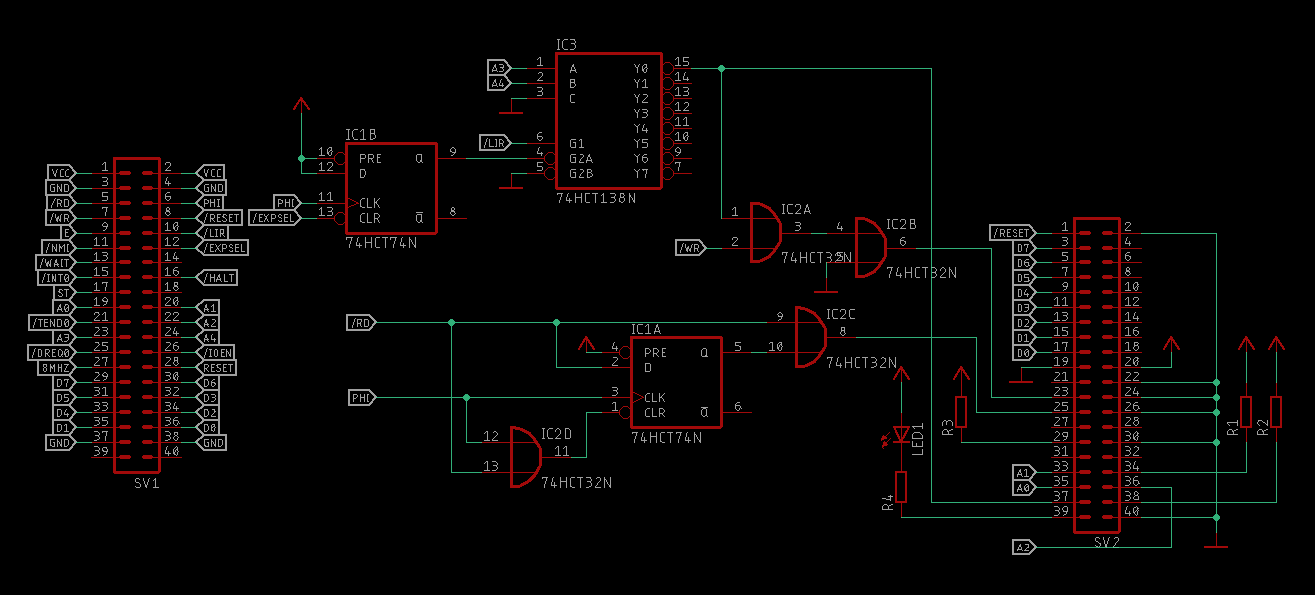 IC3
A3 1 A Y0 15
A4 2 B Y1 14
3 C Y2 13
Y3 12
Y4 11
/LIR 6 G1 Y5 10
4 G2A Y6 9
5 G2B Y7 7
74HCT138N
IC1B
10 PRE Q 9
12 D
PHI 11 CLK
/EXPSEL 13 CLR Q 8
74HCT74N
VCC 1 2 VCC
GND 3 4 GND
/RD 5 6 PHI
/WR 7 8 /RESET
E 9 10 /LIR
/NMI 11 12 /EXPSEL
/WAIT 13 14
/INT0 15 16 /HALT
ST 17 18
A0 19 20 A1
/TEND0 21 22 A2
A3 23 24 A4
/DREQ0 25 26 /IOEN
8MHZ 27 28 RESET
D7 29 30 D6
D5 31 32 D3
D4 33 34 D2
D1 35 36 D0
GND 37 38 GND
39 40
SV1
IC2A
1
/WR 2
3
74HCT32N
IC2B
4
5
6
74HCT32N
IC2C
/RD 9
10
8
74HCT32N
IC1A
4 PRE Q 5
2 D
PHI 3 CLK
1 CLR Q 6
74HCT74N
IC2D
12
13
11
74HCT32N
LED1
R4
R3
/RESET 1 2
D7 3 4
D6 5 6
D5 7 8
D4 9 10
D3 11 12
D2 13 14
D1 15 16
D0 17 18
19 20
21 22
23 24
25 26
27 28
29 30
31 32
A1 33 34
A0 35 36
37 38
39 40
A2
SV2
R1
R2